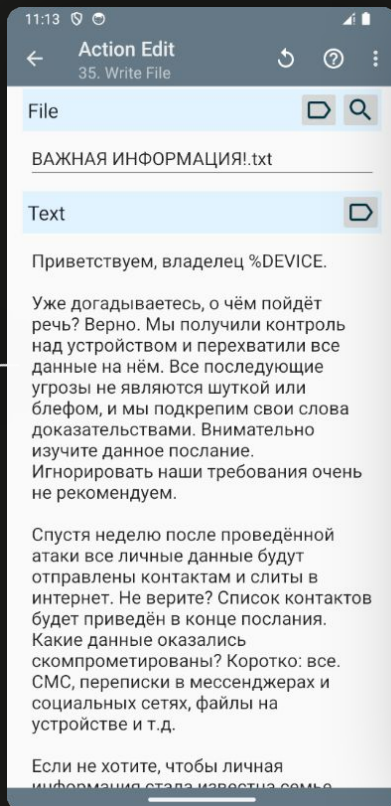 11:13
Action Edit
35. Write File
File
ВАЖНАЯ ИНФОРМАЦИЯ!.txt
Text
Приветствуем, владелец %DEVICE.
Уже догадываетесь, о чём пойдёт
речь? Верно. Мы получили контроль
над устройством и перехватили все
данные на нём. Все последующие
угрозы не являются шуткой или
блефом, и мы подкрепим свои слова
доказательствами. Внимательно
изучите данное послание.
Игнорировать наши требования очень
не рекомендуем.
Спустя неделю после проведённой
атаки все личные данные будут
отправлены контактам и слиты в
интернет. Не верите? Список контактов
будет приведён в конце послания.
Какие данные оказались
скомпрометированы? Коротко: все.
СМС, переписки в мессенджерах и
социальных сетях, файлы на
устройстве и т.д.
Если не хотите, чтобы личная
информация стала известна семье